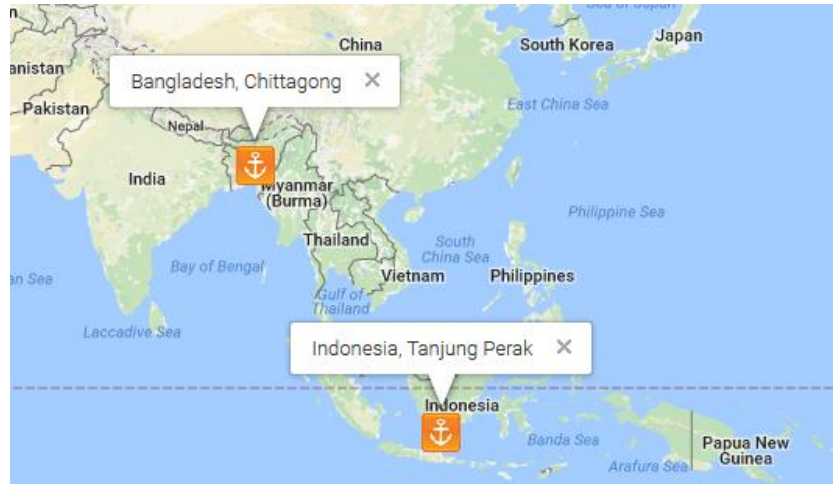 China
South Korea
Japan
anistan
Bangladesh, Chittagong ×
Pakistan
East China Sea
Nepal
India
Myanmar
(Burma)
Philippine Sea
Thailand
South
China Sea
Bay of Bengal
Vietnam
Philippines
Gulf of
Thailand
Laccadive Sea
Indonesia, Tanjung Perak ×
Indonesia
Banda Sea
Papua New
Guinea
Arafura Sea